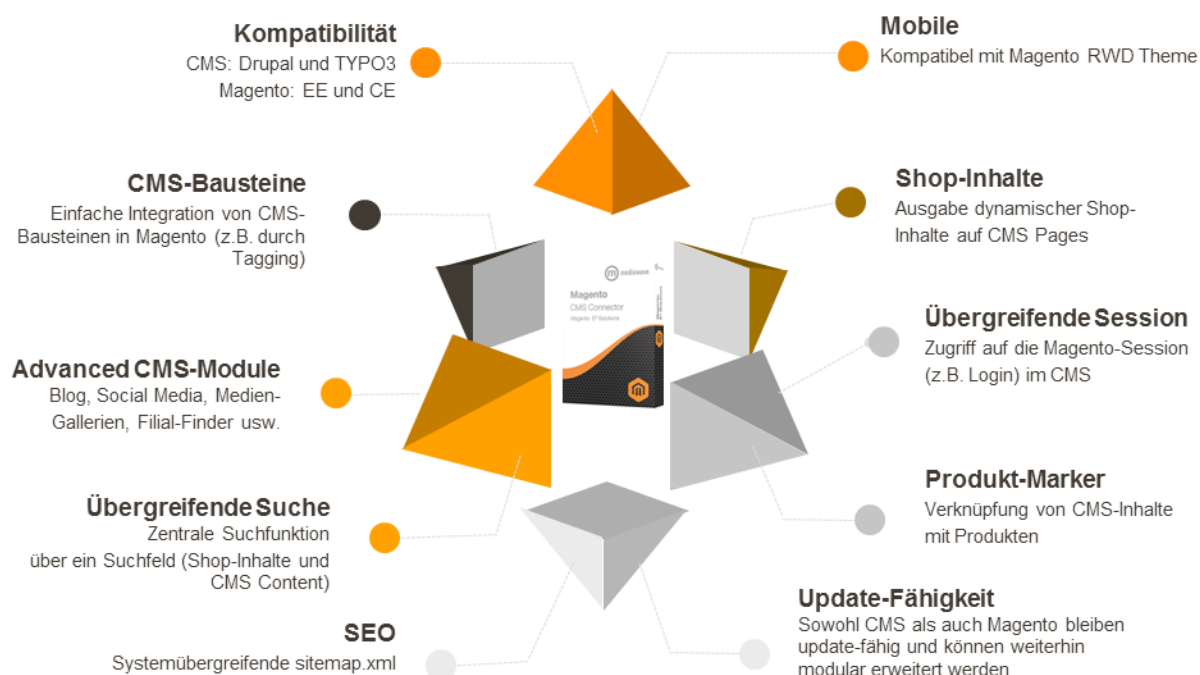 Kompatibilität
CMS: Drupal und TYPO3
Magento: EE und CE
Mobile
Kompatibel mit Magento RWD Theme
CMS-Bausteine
Einfache Integration von CMS-
Bausteinen in Magento (z.B. durch
Tagging)
Shop-Inhalte
Ausgabe dynamischer Shop-
Inhalte auf CMS Pages
Magento
CMS Connector
Advanced CMS-Module
Blog, Social Media, Medien-
Gallerien, Filial-Finder usw.
Übergreifende Session
Zugriff auf die Magento-Session
(z.B. Login) im CMS
Übergreifende Suche
Zentrale Suchfunktion
über ein Suchfeld (Shop-Inhalte und
CMS Content)
Produkt-Marker
Verknüpfung von CMS-Inhalte
mit Produkten
SEO
Systemübergreifende sitemap.xml
Update-Fähigkeit
Sowohl CMS als auch Magento bleiben
update-fähig und können weiterhin
modular erweitert werden